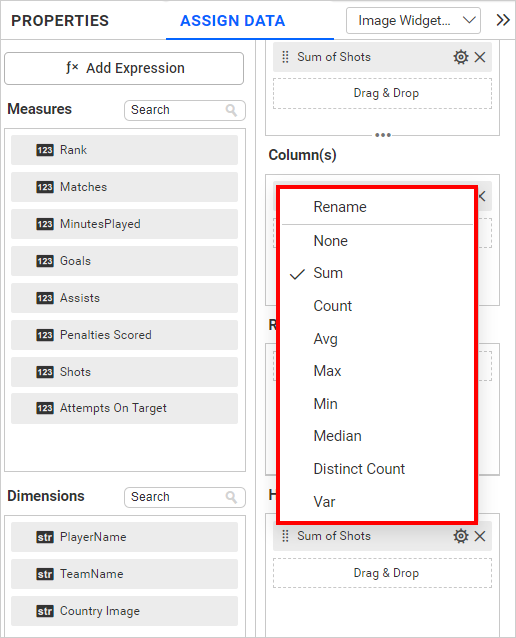 PROPERTIES
ASSIGN DATA
Image Widget...
ƒx Add Expression
Measures
Search
123 Rank
123 Matches
123 MinutesPlayed
123 Goals
123 Assists
123 Penalties Scored
123 Shots
123 Attempts On Target
Dimensions
Search
str PlayerName
str TeamName
str Country Image
Sum of Shots
Drag & Drop
Column(s)
Rename
None
Sum
Count
Avg
Max
Min
Median
Distinct Count
Var
R
H
Sum of Shots
Drag & Drop